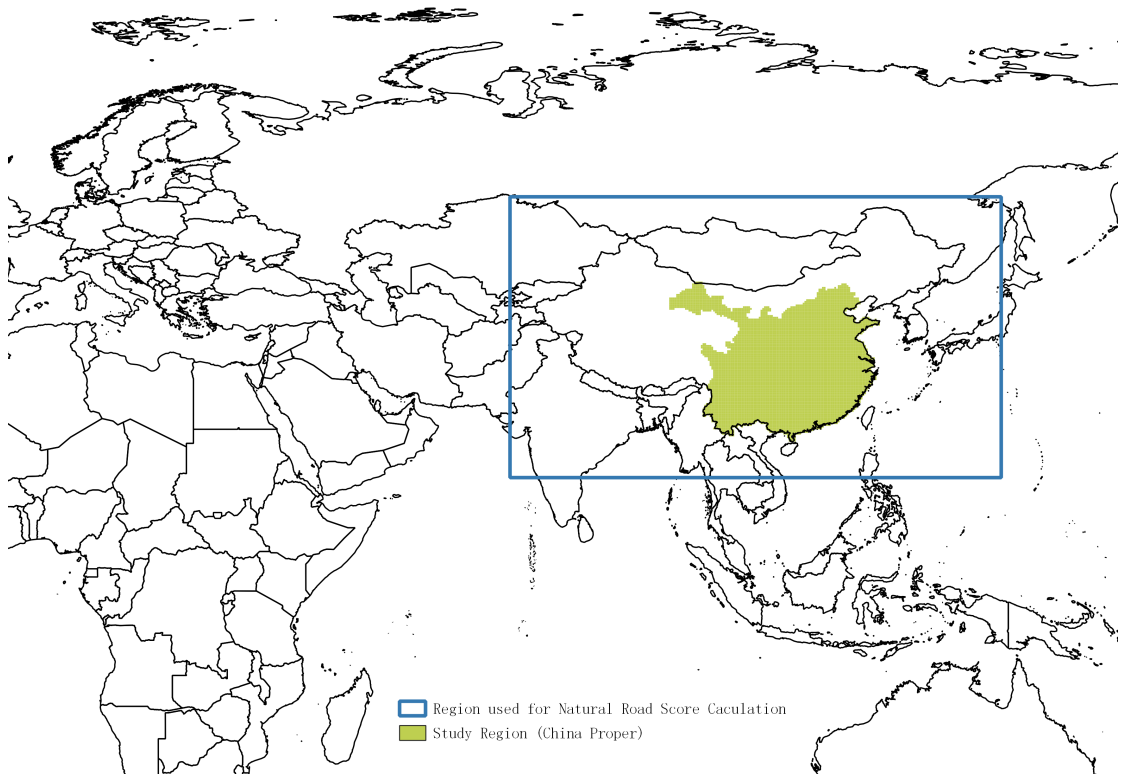 Region used for Natural Road Score Caculation
Study Region (China Proper)